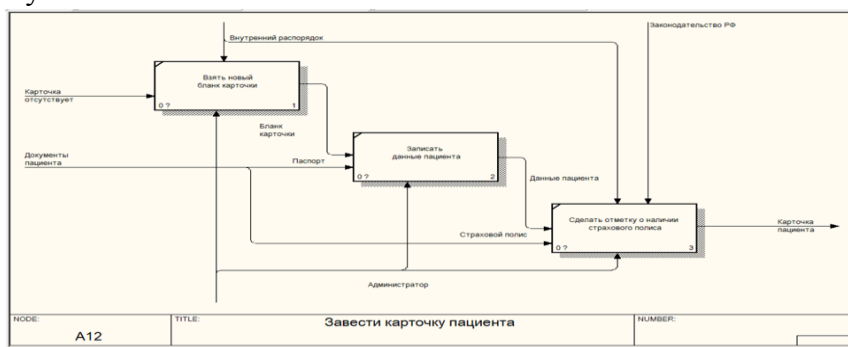 Законодательство РФ
Внутренний распорядок
Взять новый
бланк карточки
0 ?
1
Карточка
отсутствует
Бланк
карточки
Документы
пациента
Паспорт
Записать
данные пациента
0 ?
2
Данные пациента
Сделать отметку о наличии
страхового полиса
0 ?
3
Карточка
пациента
Страховой полис
Администратор
NODE:
A12
TITLE:
Завести карточку пациента
NUMBER: